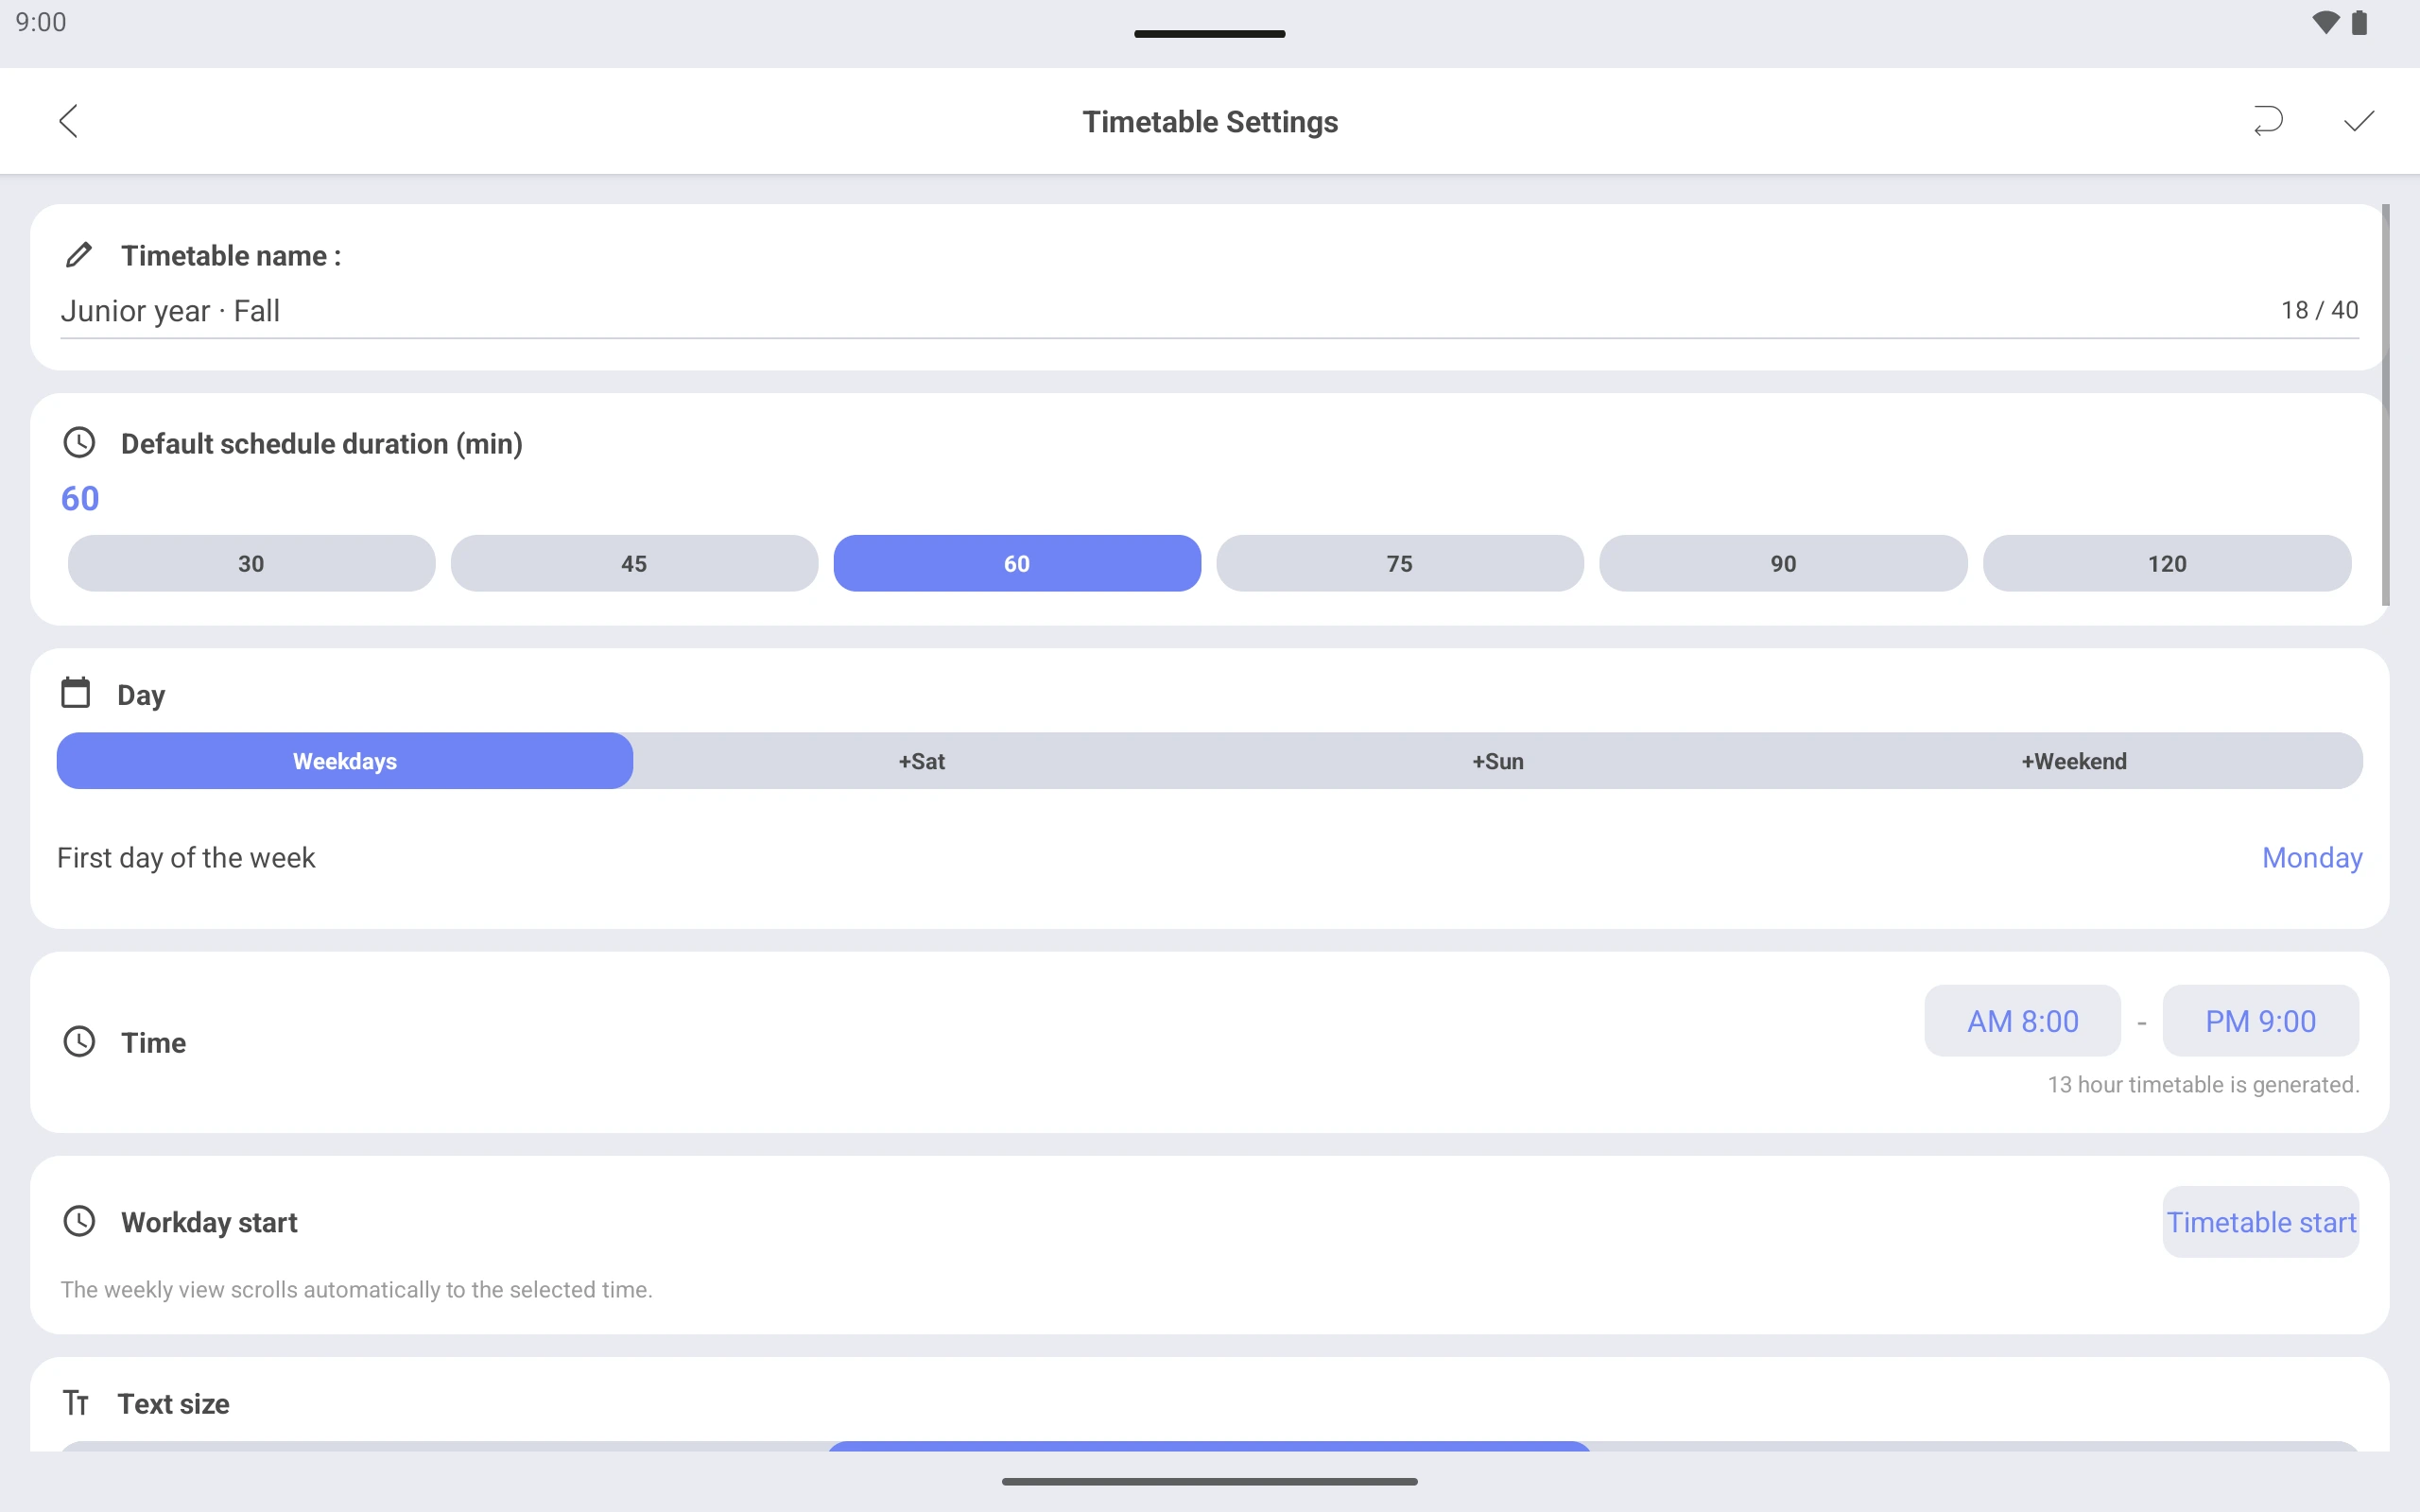 9:00
Timetable Settings
Timetable name :
Junior year · Fall
18 / 40
Default schedule duration (min)
60
30 45 60 75 90 120
Day
Weekdays +Sat +Sun +Weekend
First day of the week Monday
Time
AM 8:00 - PM 9:00
13 hour timetable is generated.
Workday start
Timetable start
The weekly view scrolls automatically to the selected time.
Text size